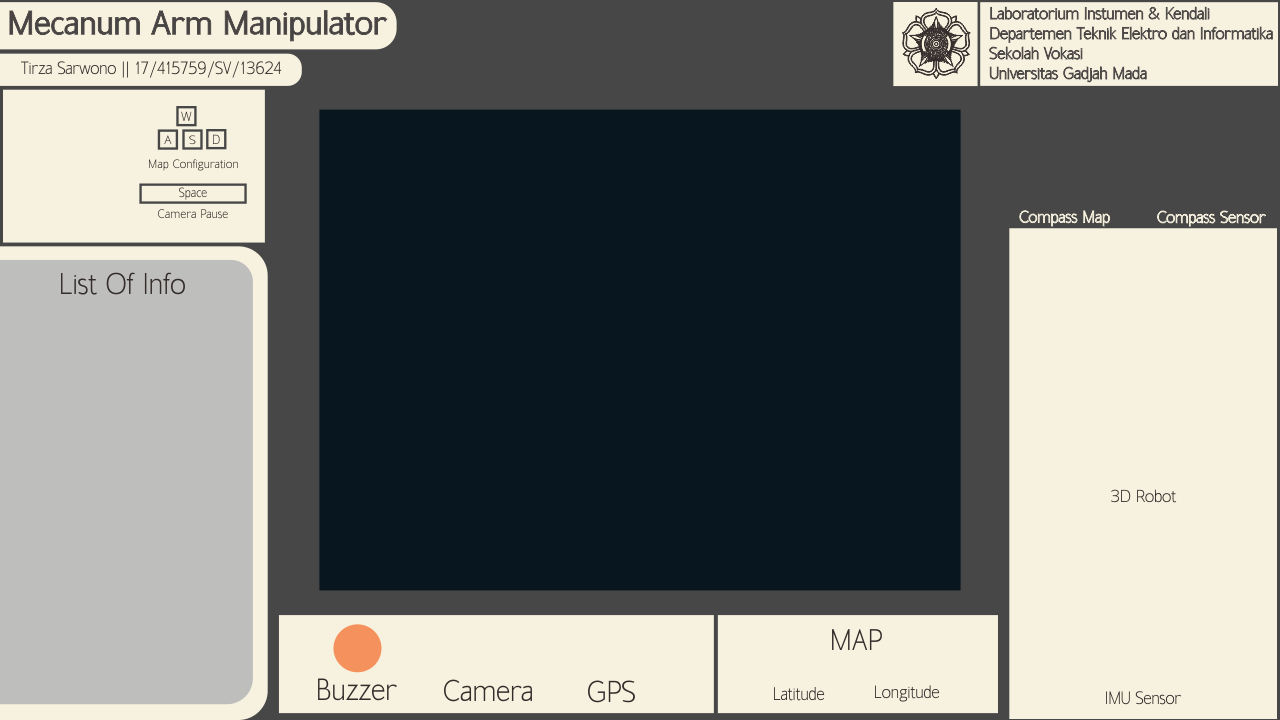 Mecanum Arm Manipulator
Tirza Sarwono || 17/415759/SV/13624
Laboratorium Instumen & Kendali
Departemen Teknik Elektro dan Informatika
Sekolah Vokasi
Universitas Gadjah Mada
W
A S D
Map Configuration
Space
Camera Pause
List Of Info
Compass Map Compass Sensor
3D Robot
IMU Sensor
Buzzer Camera GPS
MAP
Latitude Longitude